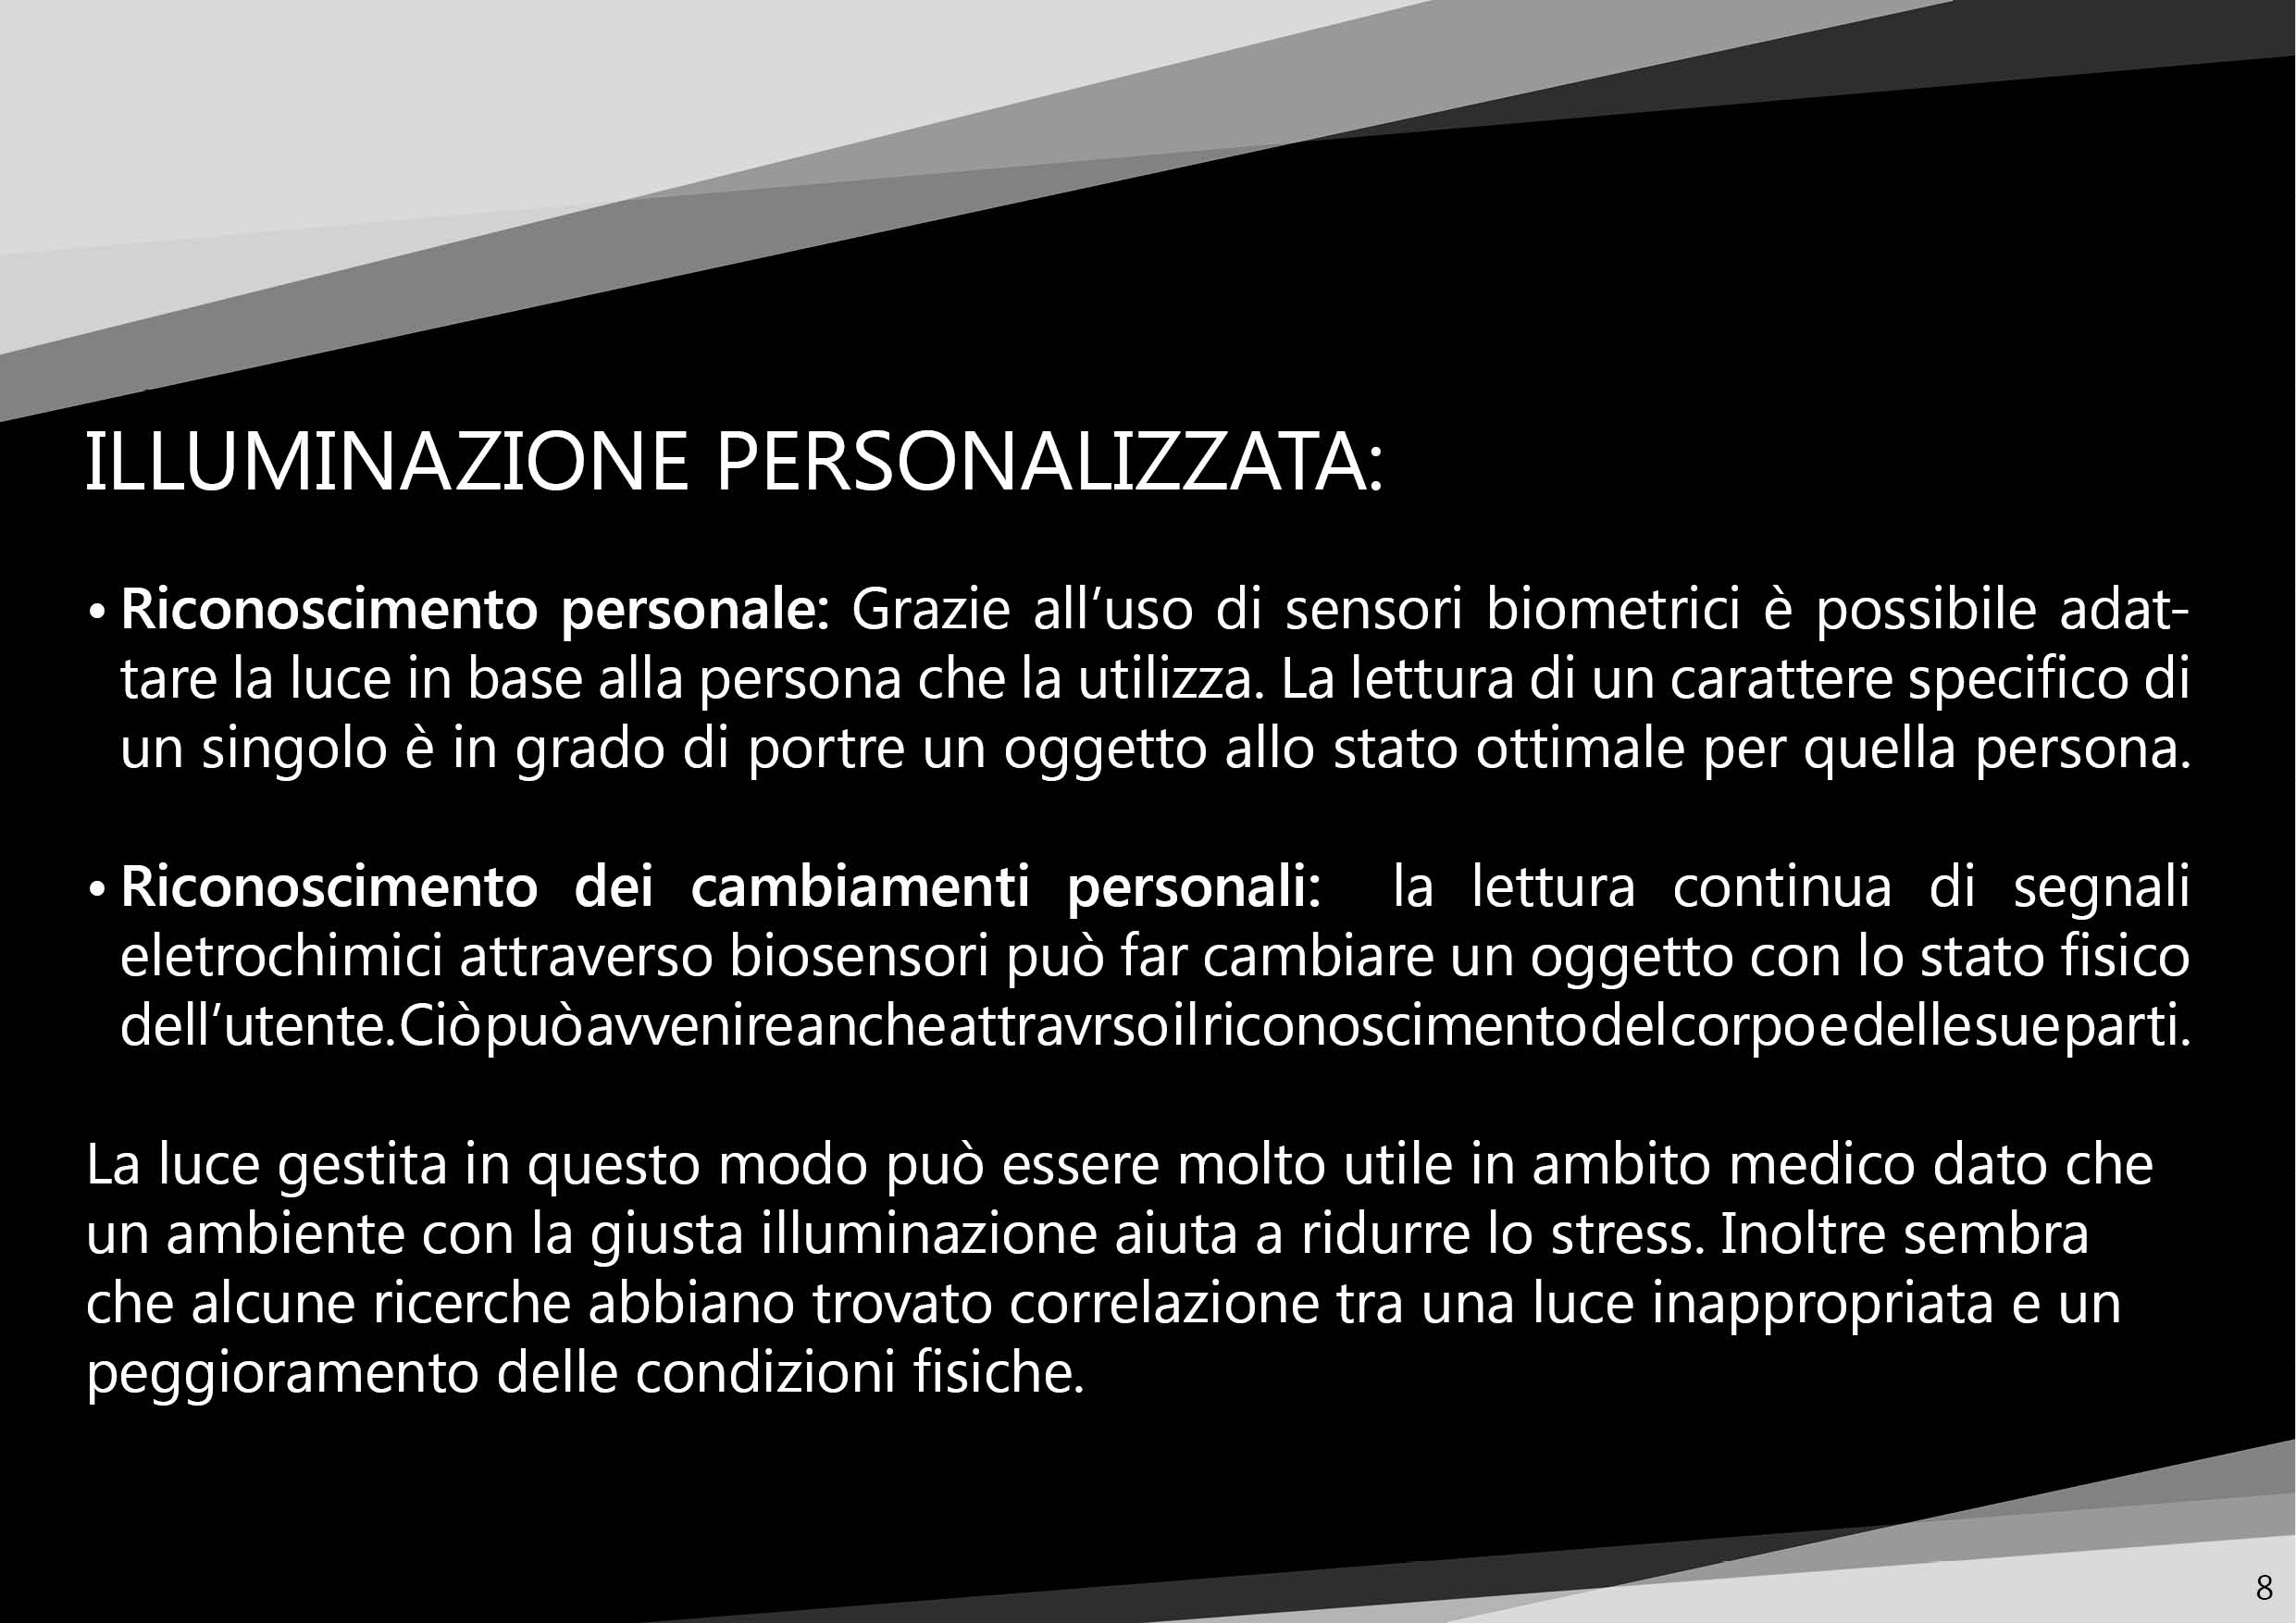 ILLUMINAZIONE PERSONALIZZATA:
• Riconoscimento personale: Grazie all’uso di sensori biometrici è possibile adat-
tare la luce in base alla persona che la utilizza. La lettura di un carattere specifico di
un singolo è in grado di portre un oggetto allo stato ottimale per quella persona.
• Riconoscimento dei cambiamenti personali: la lettura continua di segnali
eletrochimici attraverso biosensori può far cambiare un oggetto con lo stato fisico
dell’utente. Ciò può avvenire anche attravrso il riconoscimento del corpo e delle sue parti.
La luce gestita in questo modo può essere molto utile in ambito medico dato che
un ambiente con la giusta illuminazione aiuta a ridurre lo stress. Inoltre sembra
che alcune ricerche abbiano trovato correlazione tra una luce inappropriata e un
peggioramento delle condizioni fisiche.
8